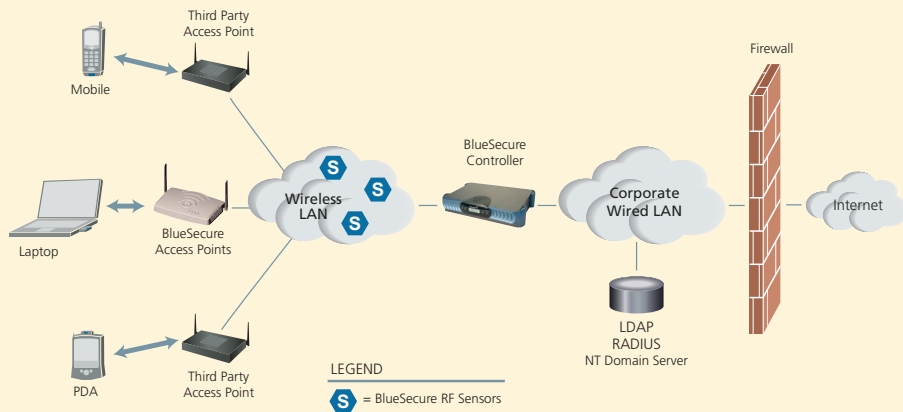 Third Party
Access Point
Mobile
Firewall
BlueSecure
Controller
S
S
S
Wireless
LAN
Corporate
Wired LAN
Internet
Laptop
BlueSecure
Access Points
LDAP
RADIUS
NT Domain Server
PDA
Third Party
Access Point
LEGEND
S = BlueSecure RF Sensors